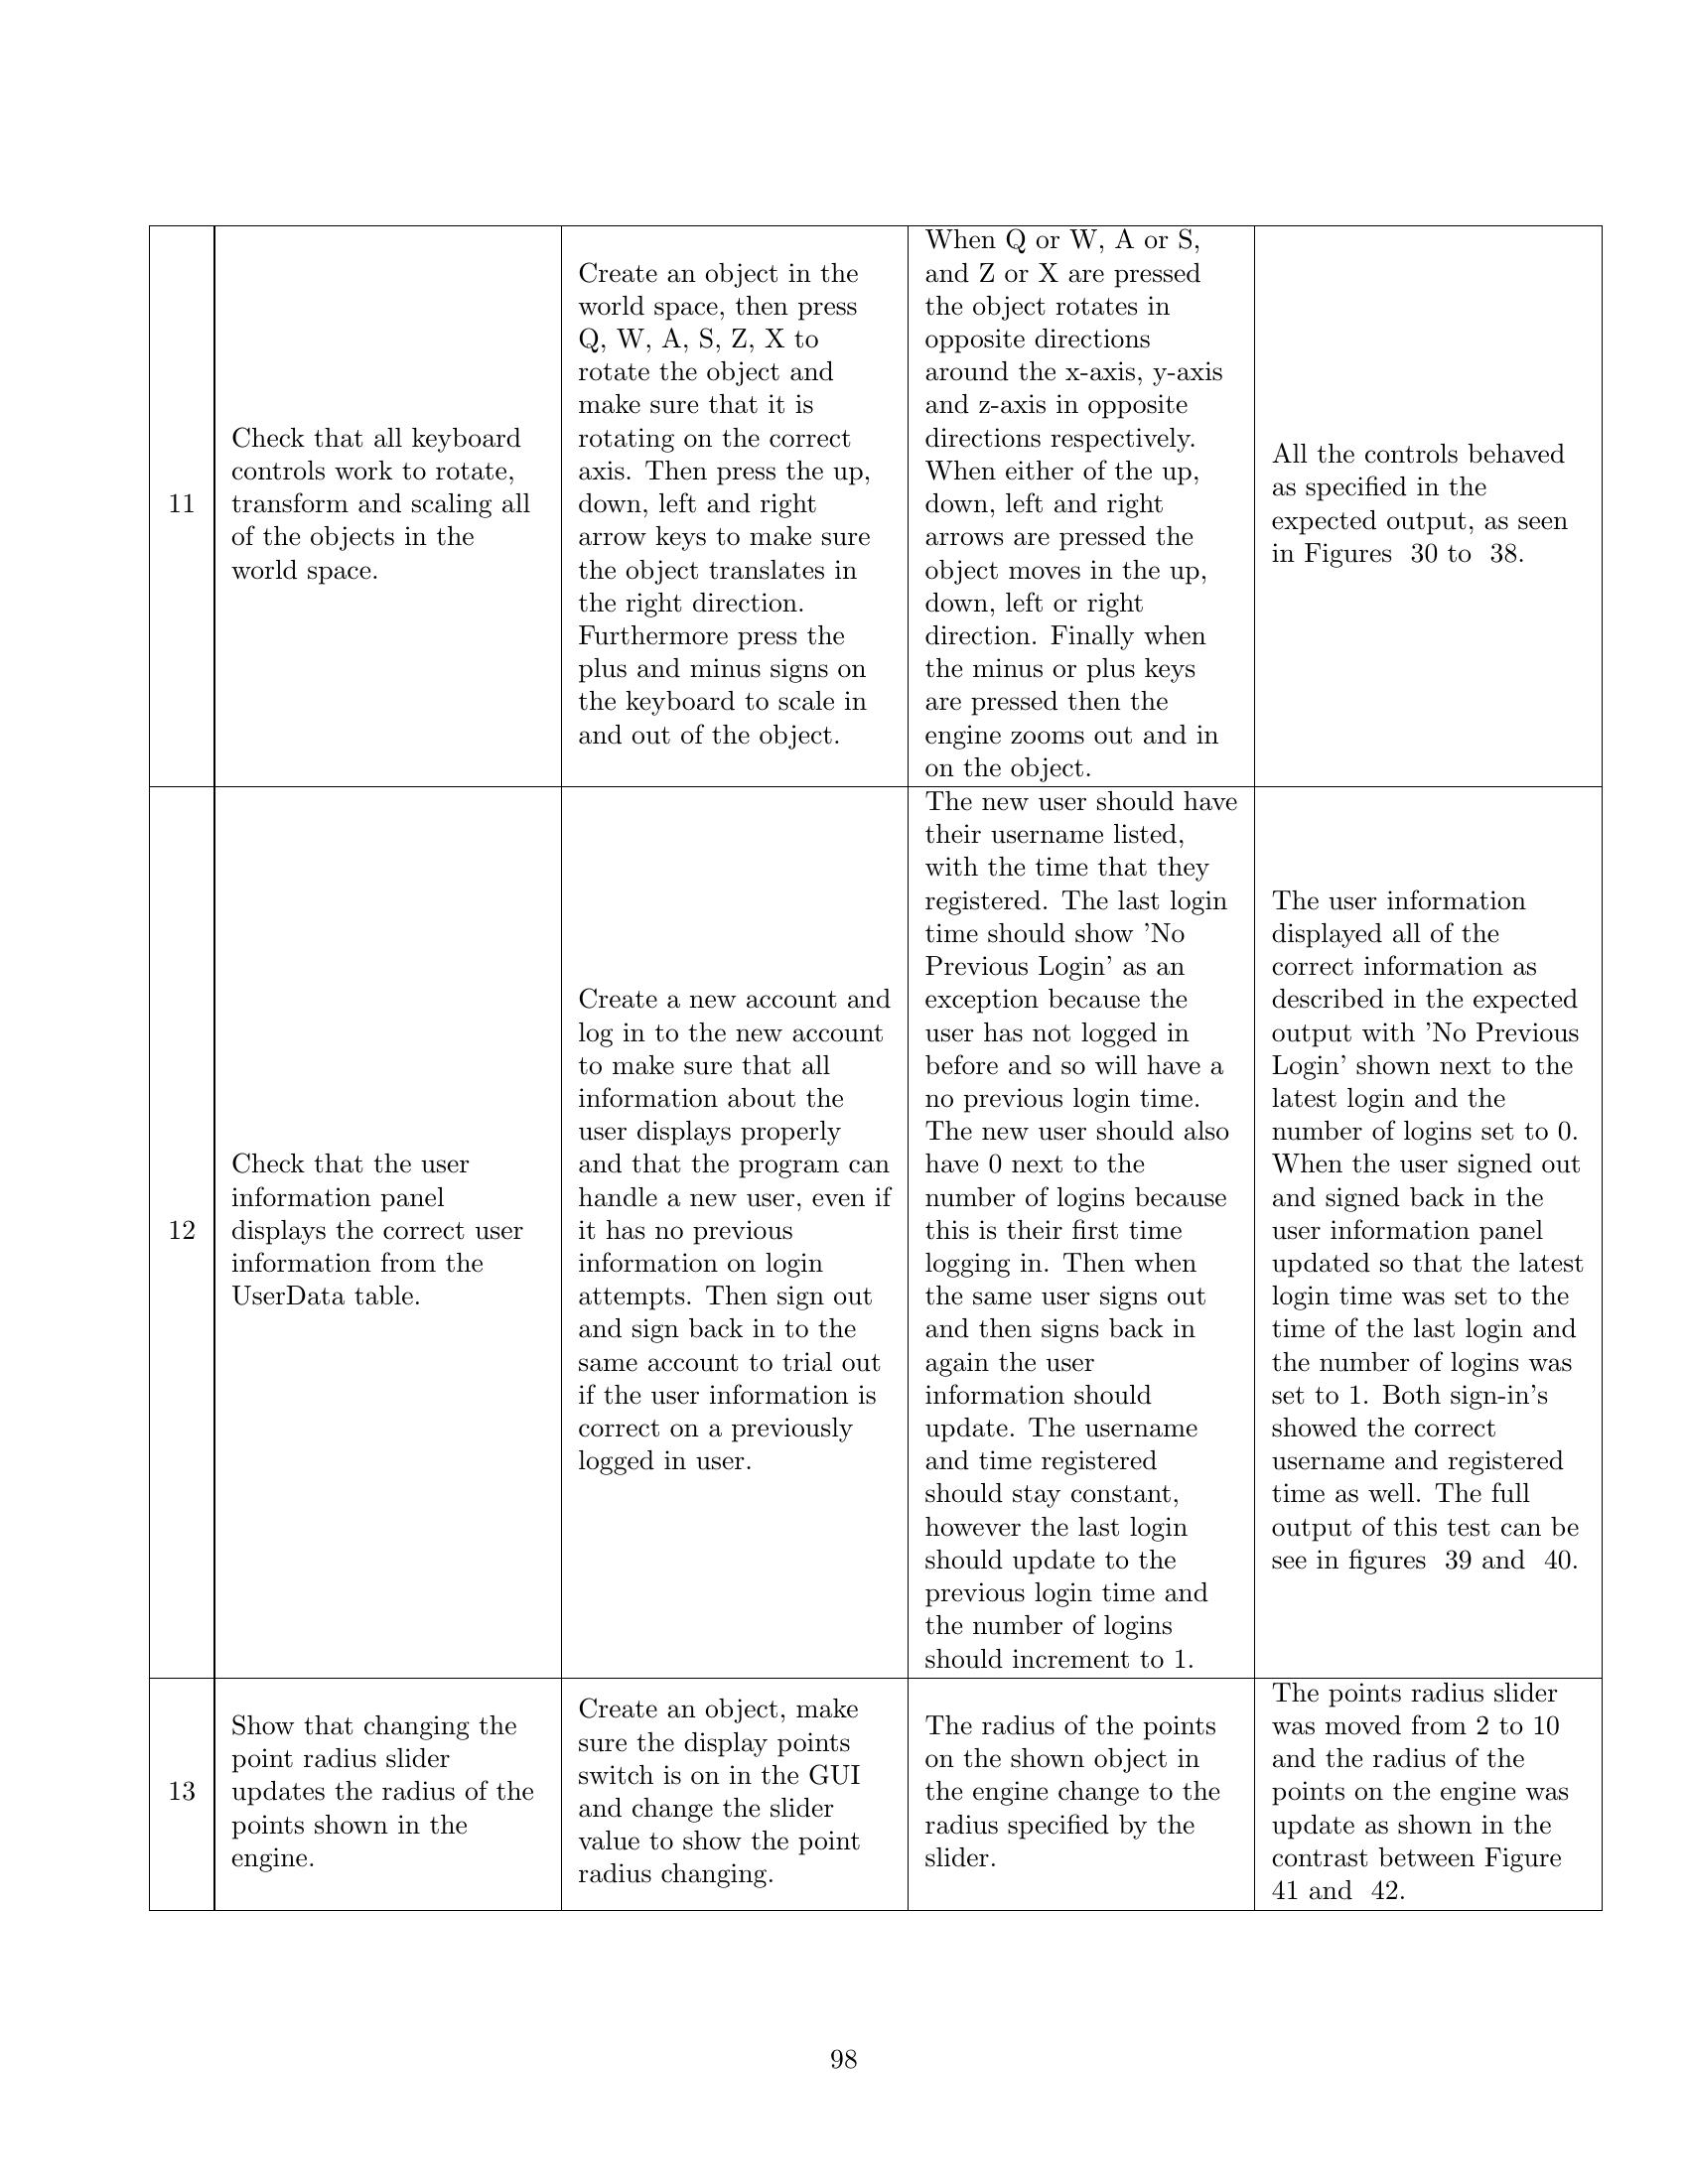 11
Check that all keyboard
controls work to rotate,
transform and scaling all
of the objects in the
world space.
Create an object in the
world space, then press
Q, W, A, S, Z, X to
rotate the object and
make sure that it is
rotating on the correct
axis. Then press the up,
down, left and right
arrow keys to make sure
the object translates in
the right direction.
Furthermore press the
plus and minus signs on
the keyboard to scale in
and out of the object.
When Q or W, A or S,
and Z or X are pressed
the object rotates in
opposite directions
around the x-axis, y-axis
and z-axis in opposite
directions respectively.
When either of the up,
down, left and right
arrows are pressed the
object moves in the up,
down, left or right
direction. Finally when
the minus or plus keys
are pressed then the
engine zooms out and in
on the object.
All the controls behaved
as specified in the
expected output, as seen
in Figures 30 to 38.
12
Check that the user
information panel
displays the correct user
information from the
UserData table.
Create a new account and
log in to the new account
to make sure that all
information about the
user displays properly
and that the program can
handle a new user, even if
it has no previous
information on login
attempts. Then sign out
and sign back in to the
same account to trial out
if the user information is
correct on a previously
logged in user.
The new user should have
their username listed,
with the time that they
registered. The last login
time should show ’No
Previous Login’ as an
exception because the
user has not logged in
before and so will have a
no previous login time.
The new user should also
have 0 next to the
number of logins because
this is their first time
logging in. Then when
the same user signs out
and then signs back in
again the user
information should
update. The username
and time registered
should stay constant,
however the last login
should update to the
previous login time and
the number of logins
should increment to 1.
The user information
displayed all of the
correct information as
described in the expected
output with ’No Previous
Login’ shown next to the
latest login and the
number of logins set to 0.
When the user signed out
and signed back in the
user information panel
updated so that the latest
login time was set to the
time of the last login and
the number of logins was
set to 1. Both sign-in’s
showed the correct
username and registered
time as well. The full
output of this test can be
see in figures 39 and 40.
13
Show that changing the
point radius slider
updates the radius of the
points shown in the
engine.
Create an object, make
sure the display points
switch is on in the GUI
and change the slider
value to show the point
radius changing.
The radius of the points
on the shown object in
the engine change to the
radius specified by the
slider.
The points radius slider
was moved from 2 to 10
and the radius of the
points on the engine was
update as shown in the
contrast between Figure
41 and 42.
98